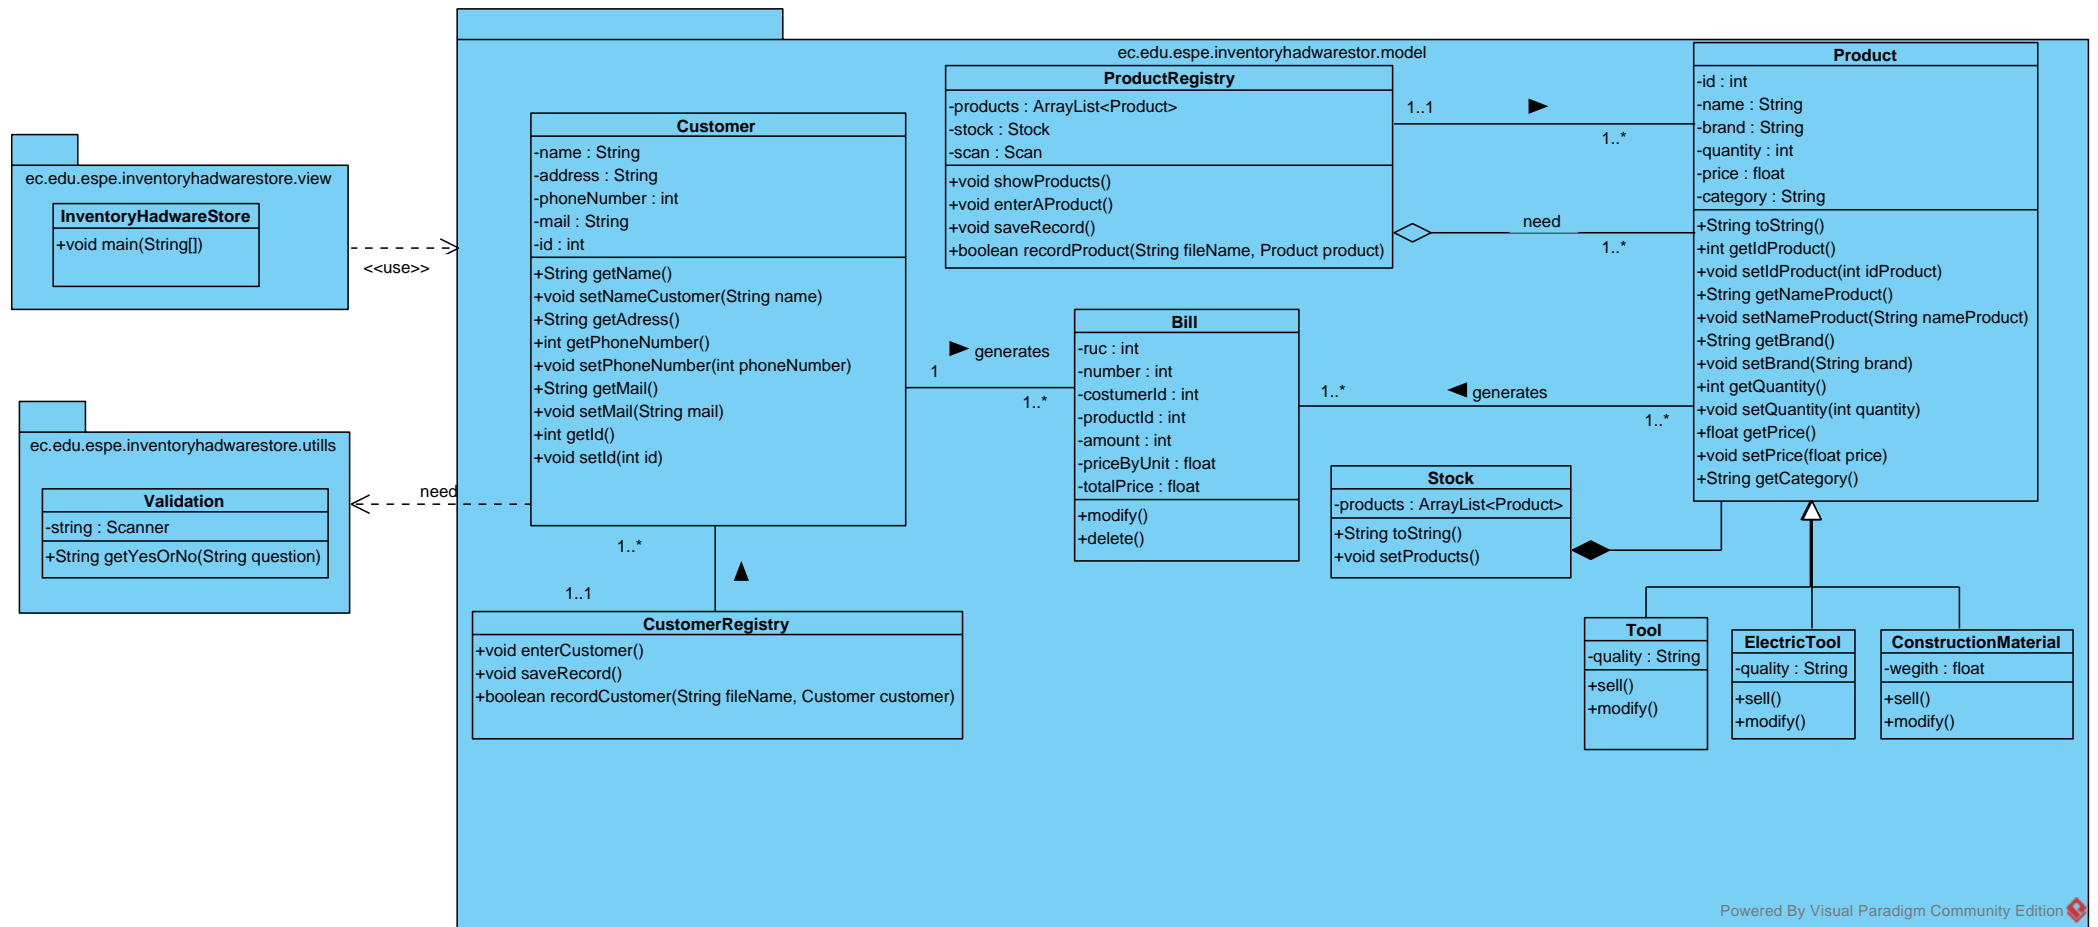 ec.edu.espe.inventoryhadwarestor.model
ec.edu.espe.inventoryhadwarestore.view
InventoryHadwareStore
+void main(String[])
<<use>>
ec.edu.espe.inventoryhadwarestore.utills
Validation
-string : Scanner
+String getYesOrNo(String question)
need
Customer
-name : String
-address : String
-phoneNumber : int
-mail : String
-id : int
+String getName()
+void setNameCustomer(String name)
+String getAdress()
+int getPhoneNumber()
+void setPhoneNumber(int phoneNumber)
+String getMail()
+void setMail(String mail)
+int getId()
+void setId(int id)
1..*
1..1
CustomerRegistry
+void enterCustomer()
+void saveRecord()
+boolean recordCustomer(String fileName, Customer customer)
generates
1
1..*
ProductRegistry
-products : ArrayList<Product>
-stock : Stock
-scan : Scan
+void showProducts()
+void enterAProduct()
+void saveRecord()
+boolean recordProduct(String fileName, Product product)
1..1
1..*
need
1..*
Bill
-ruc : int
-number : int
-costumerId : int
-productId : int
-amount : int
-priceByUnit : float
-totalPrice : float
+modify()
+delete()
1..*
generates
1..*
Stock
-products : ArrayList<Product>
+String toString()
+void setProducts()
Product
-id : int
-name : String
-brand : String
-quantity : int
-price : float
-category : String
+String toString()
+int getIdProduct()
+void setIdProduct(int idProduct)
+String getNameProduct()
+void setNameProduct(String nameProduct)
+String getBrand()
+void setBrand(String brand)
+int getQuantity()
+void setQuantity(int quantity)
+float getPrice()
+void setPrice(float price)
+String getCategory()
Tool
-quality : String
+sell()
+modify()
ElectricTool
-quality : String
+sell()
+modify()
ConstructionMaterial
-wegith : float
+sell()
+modify()
Powered By Visual Paradigm Community Edition